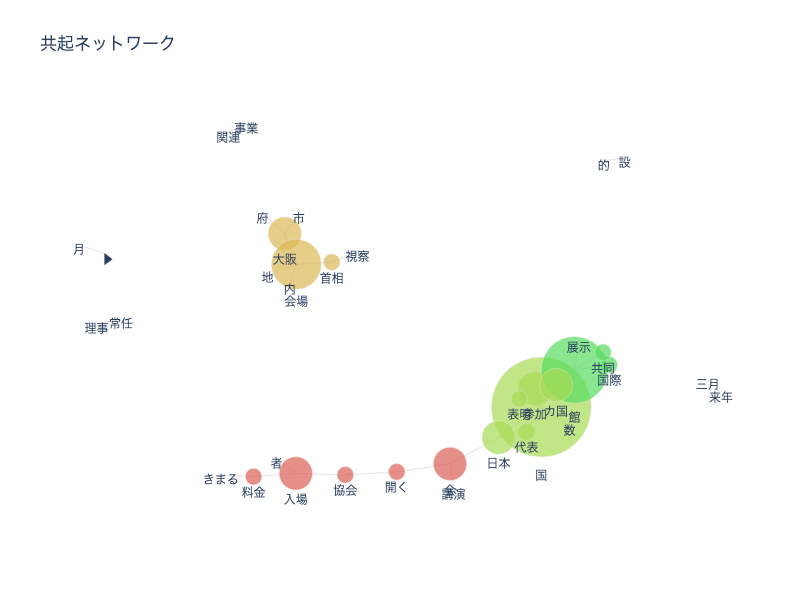 共起ネットワーク
事業
関連
的
設
府
市
月
大阪
視察
地
首相
内
会場
理事
常任
展示
共同
国際
三月
来年
表明
参加
カ国
館
数
代表
日本
国
者
きまる
料金
入場
協会
開く
会
講演